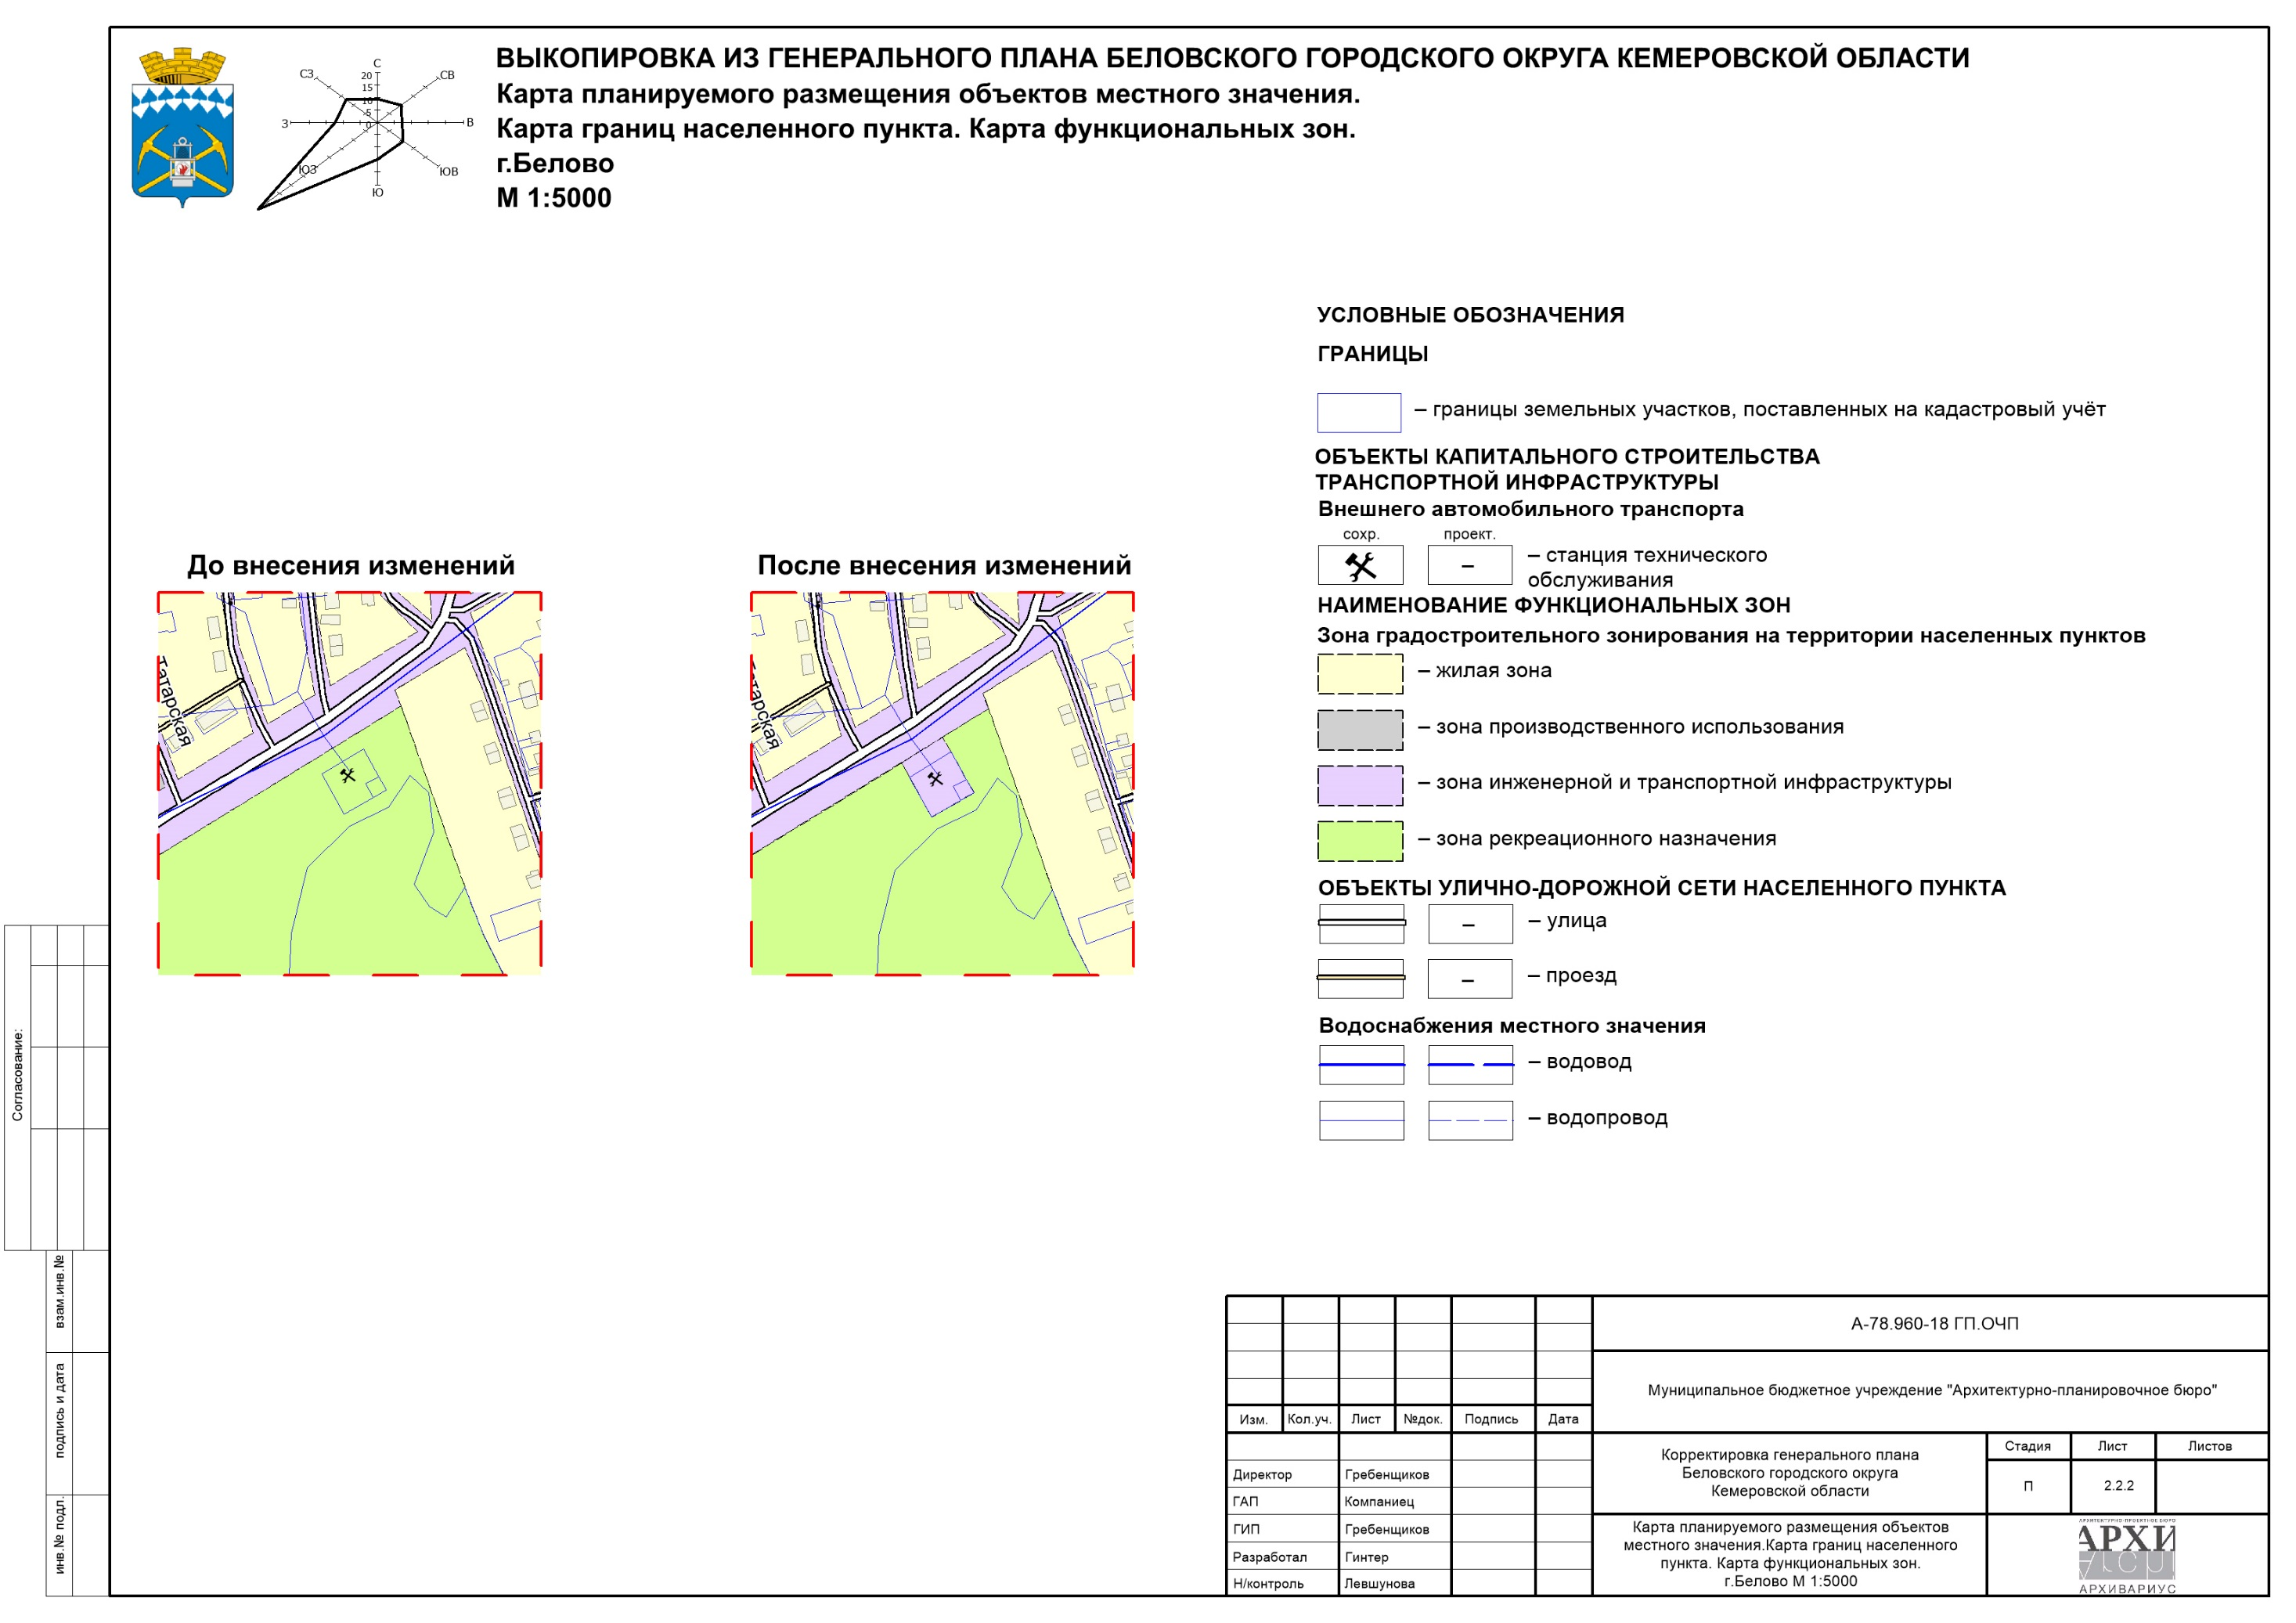 ВЫКОПИРОВКА ИЗ ГЕНЕРАЛЬНОГО ПЛАНА БЕЛОВСКОГО ГОРОДСКОГО ОКРУГА КЕМЕРОВСКОЙ ОБЛАСТИ
Карта планируемого размещения объектов местного значения.
Карта границ населенного пункта. Карта функциональных зон.
г.Белово
М 1:5000
С
СВ
В
ЮВ
Ю
ЮЗ
З
СЗ
20
15
10
5
0
До внесения изменений
Татарская
После внесения изменений
Татарская
УСЛОВНЫЕ ОБОЗНАЧЕНИЯ
ГРАНИЦЫ
– границы земельных участков, поставленных на кадастровый учёт
ОБЪЕКТЫ КАПИТАЛЬНОГО СТРОИТЕЛЬСТВА
ТРАНСПОРТНОЙ ИНФРАСТРУКТУРЫ
Внешнего автомобильного транспорта
сохр. проект.
– – станция технического
обслуживания
НАИМЕНОВАНИЕ ФУНКЦИОНАЛЬНЫХ ЗОН
Зона градостроительного зонирования на территории населенных пунктов
– жилая зона
– зона производственного использования
– зона инженерной и транспортной инфраструктуры
– зона рекреационного назначения
ОБЪЕКТЫ УЛИЧНО-ДОРОЖНОЙ СЕТИ НАСЕЛЕННОГО ПУНКТА
– – улица
– – проезд
Водоснабжения местного значения
– водовод
– водопровод
Согласование:
взам.инв.№
подпись и дата
инв.№ подл.
А-78.960-18 ГП.ОЧП
Муниципальное бюджетное учреждение "Архитектурно-планировочное бюро"
Изм. Кол.уч. Лист №док. Подпись Дата
Директор Гребенщиков
ГАП Компаниец
ГИП Гребенщиков
Разработал Гинтер
Н/контроль Левшунова
Корректировка генерального плана
Беловского городского округа
Кемеровской области
Стадия Лист Листов
П 2.2.2
Карта планируемого размещения объектов
местного значения.Карта границ населенного
пункта. Карта функциональных зон.
г.Белово М 1:5000
АРХИТЕКТУРНО-ПРОЕКТНОЕ БЮРО
АРХИ
АРХИВАРИУС